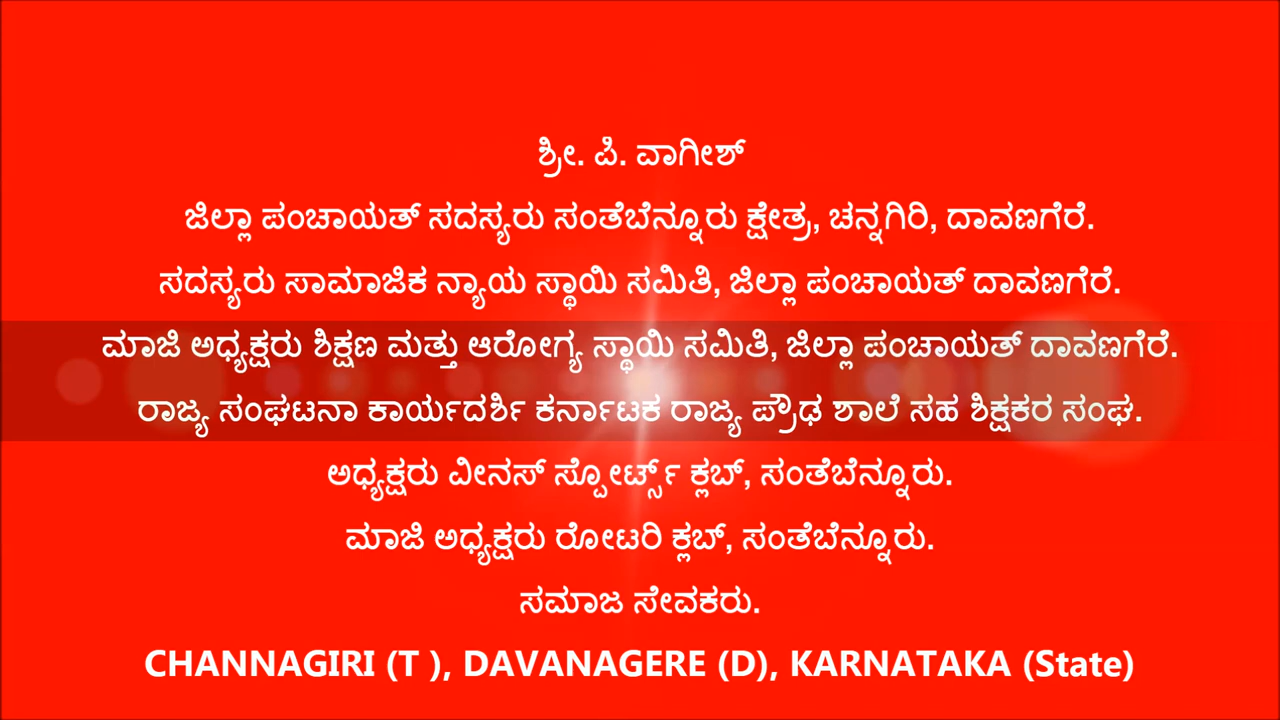 ಶ್ರೀ. ಪಿ. ವಾಗೀಶ್
ಜಿಲ್ಲಾ ಪಂಚಾಯತ್ ಸದಸ್ಯರು ಸಂತೆಬೆನ್ನೂರು ಕ್ಷೇತ್ರ, ಚನ್ನಗಿರಿ, ದಾವಣಗೆರೆ.
ಸದಸ್ಯರು ಸಾಮಾಜಿಕ ನ್ಯಾಯ ಸ್ಥಾಯಿ ಸಮಿತಿ, ಜಿಲ್ಲಾ ಪಂಚಾಯತ್ ದಾವಣಗೆರೆ.
ಮಾಜಿ ಅಧ್ಯಕ್ಷರು ಶಿಕ್ಷಣ ಮತ್ತು ಆರೋಗ್ಯ ಸ್ಥಾಯಿ ಸಮಿತಿ, ಜಿಲ್ಲಾ ಪಂಚಾಯತ್ ದಾವಣಗೆರೆ.
ರಾಜ್ಯ ಸಂಘಟನಾ ಕಾರ್ಯದರ್ಶಿ ಕರ್ನಾಟಕ ರಾಜ್ಯ ಪ್ರೌಢ ಶಾಲೆ ಸಹ ಶಿಕ್ಷಕರ ಸಂಘ.
ಅಧ್ಯಕ್ಷರು ವೀನಸ್ ಸ್ಪೋರ್ಟ್ಸ್ ಕ್ಲಬ್, ಸಂತೆಬೆನ್ನೂರು.
ಮಾಜಿ ಅಧ್ಯಕ್ಷರು ರೋಟರಿ ಕ್ಲಬ್, ಸಂತೆಬೆನ್ನೂರು.
ಸಮಾಜ ಸೇವಕರು.
CHANNAGIRI (T ), DAVANAGERE (D), KARNATAKA (State)